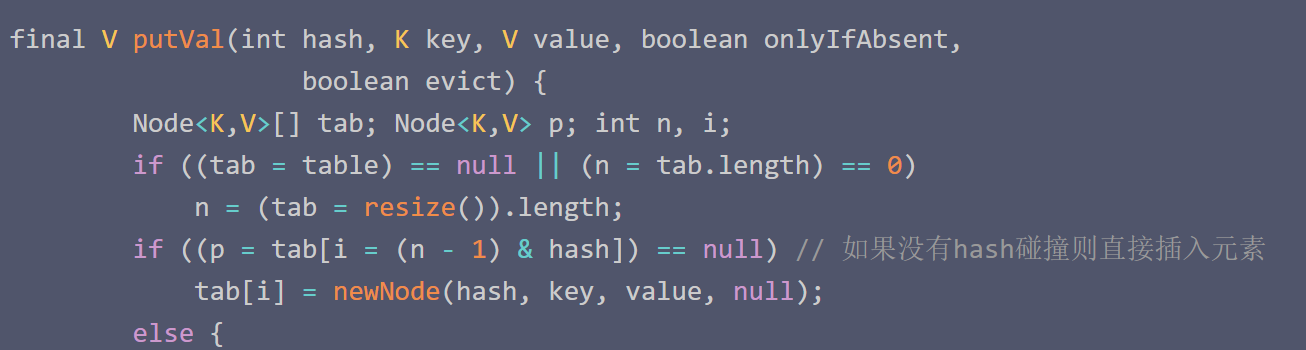 final V putVal(int hash, K key, V value, boolean onlyIfAbsent,
                   boolean evict) {
        Node<K,V>[] tab; Node<K,V> p; int n, i;
        if ((tab = table) == null || (n = tab.length) == 0)
            n = (tab = resize()).length;
        if ((p = tab[i = (n - 1) & hash]) == null) // 如果没有hash碰撞则直接插入元素
            tab[i] = newNode(hash, key, value, null);
        else {